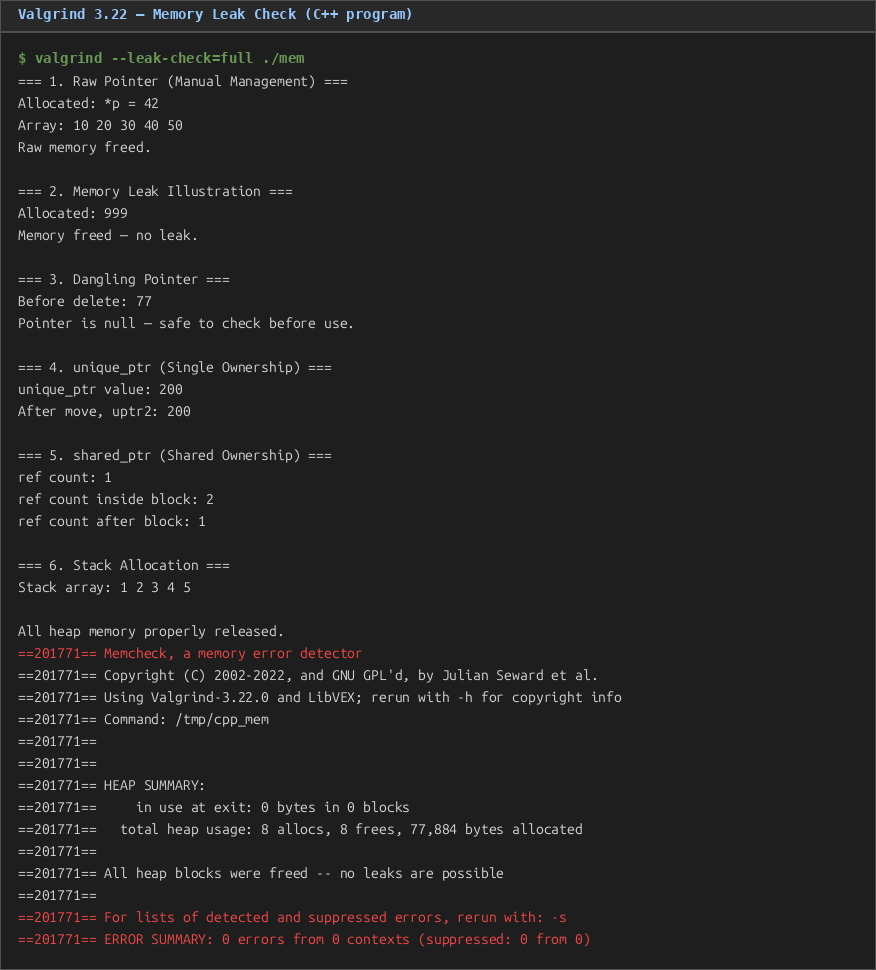 Valgrind 3.22 — Memory Leak Check (C++ program)
$ valgrind --leak-check=full ./mem
=== 1. Raw Pointer (Manual Management) ===
Allocated: *p = 42
Array: 10 20 30 40 50
Raw memory freed.
=== 2. Memory Leak Illustration ===
Allocated: 999
Memory freed — no leak.
=== 3. Dangling Pointer ===
Before delete: 77
Pointer is null — safe to check before use.
=== 4. unique_ptr (Single Ownership) ===
unique_ptr value: 200
After move, uptr2: 200
=== 5. shared_ptr (Shared Ownership) ===
ref count: 1
ref count inside block: 2
ref count after block: 1
=== 6. Stack Allocation ===
Stack array: 1 2 3 4 5
All heap memory properly released.
==201771== Memcheck, a memory error detector
==201771== Copyright (C) 2002-2022, and GNU GPL'd, by Julian Seward et al.
==201771== Using Valgrind-3.22.0 and LibVEX; rerun with -h for copyright info
==201771== Command: /tmp/cpp_mem
==201771==
==201771==
==201771== HEAP SUMMARY:
==201771==     in use at exit: 0 bytes in 0 blocks
==201771==   total heap usage: 8 allocs, 8 frees, 77,884 bytes allocated
==201771==
==201771== All heap blocks were freed -- no leaks are possible
==201771==
==201771== For lists of detected and suppressed errors, rerun with: -s
==201771== ERROR SUMMARY: 0 errors from 0 contexts (suppressed: 0 from 0)